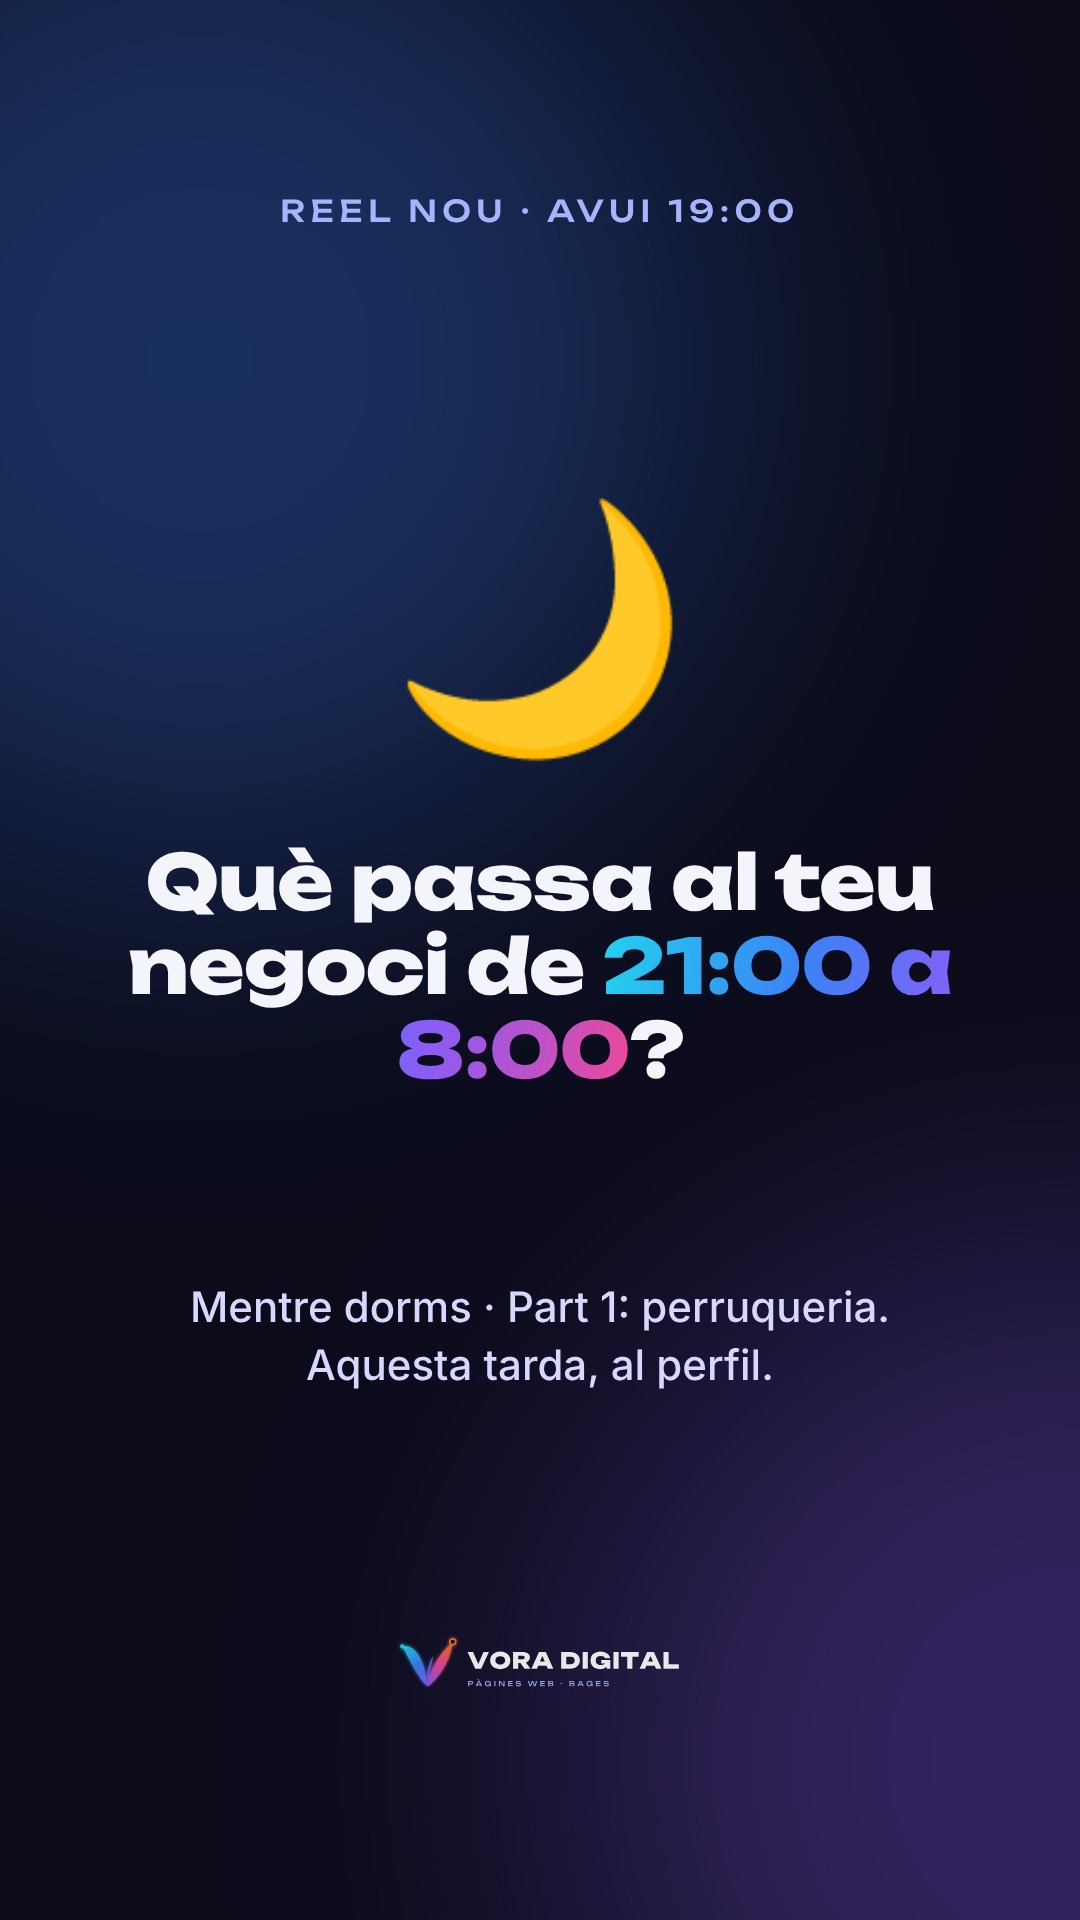 REEL NOU · AVUI 19:00
Què passa al teu
negoci de 21:00 a
8:00?
Mentre dorms · Part 1: perruqueria.
Aquesta tarda, al perfil.
VORA DIGITAL
PÀGINES WEB · BAGES